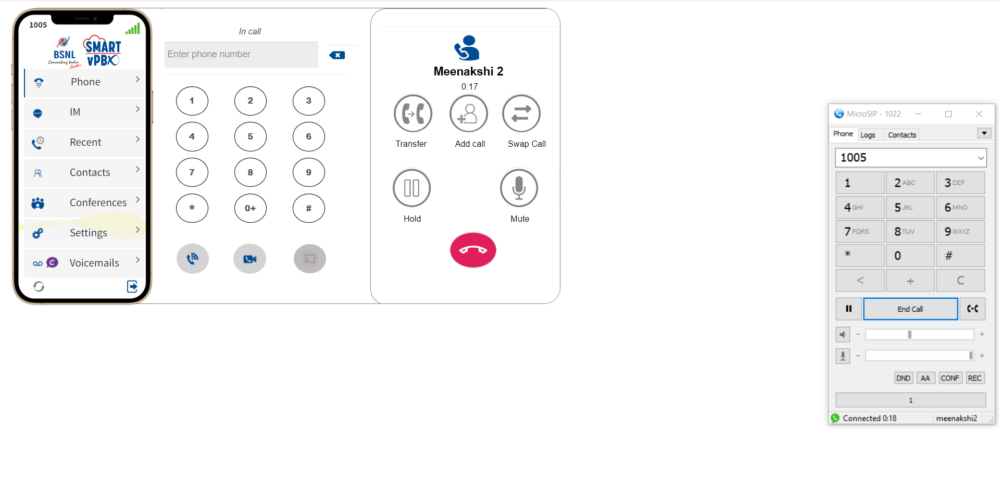 1005
BSNL
Connecting India
faster
SMART
vPBX
Phone
IM
Recent
Contacts
Conferences
Settings
Voicemails
In call
Enter phone number
1 2 3
4 5 6
7 8 9
* 0+ #
Meenakshi 2
0:17
Transfer Add call Swap Call
Hold Mute
MicroSIP - 1022
Phone Logs Contacts
1005
1 2 ABC 3 DEF
4 GHI 5 JKL 6 MNO
7 PQRS 8 TUV 9 WXYZ
* 0 #
< + C
End Call
- +
- +
DND AA CONF REC
1
Connected 0:18 meenakshi2